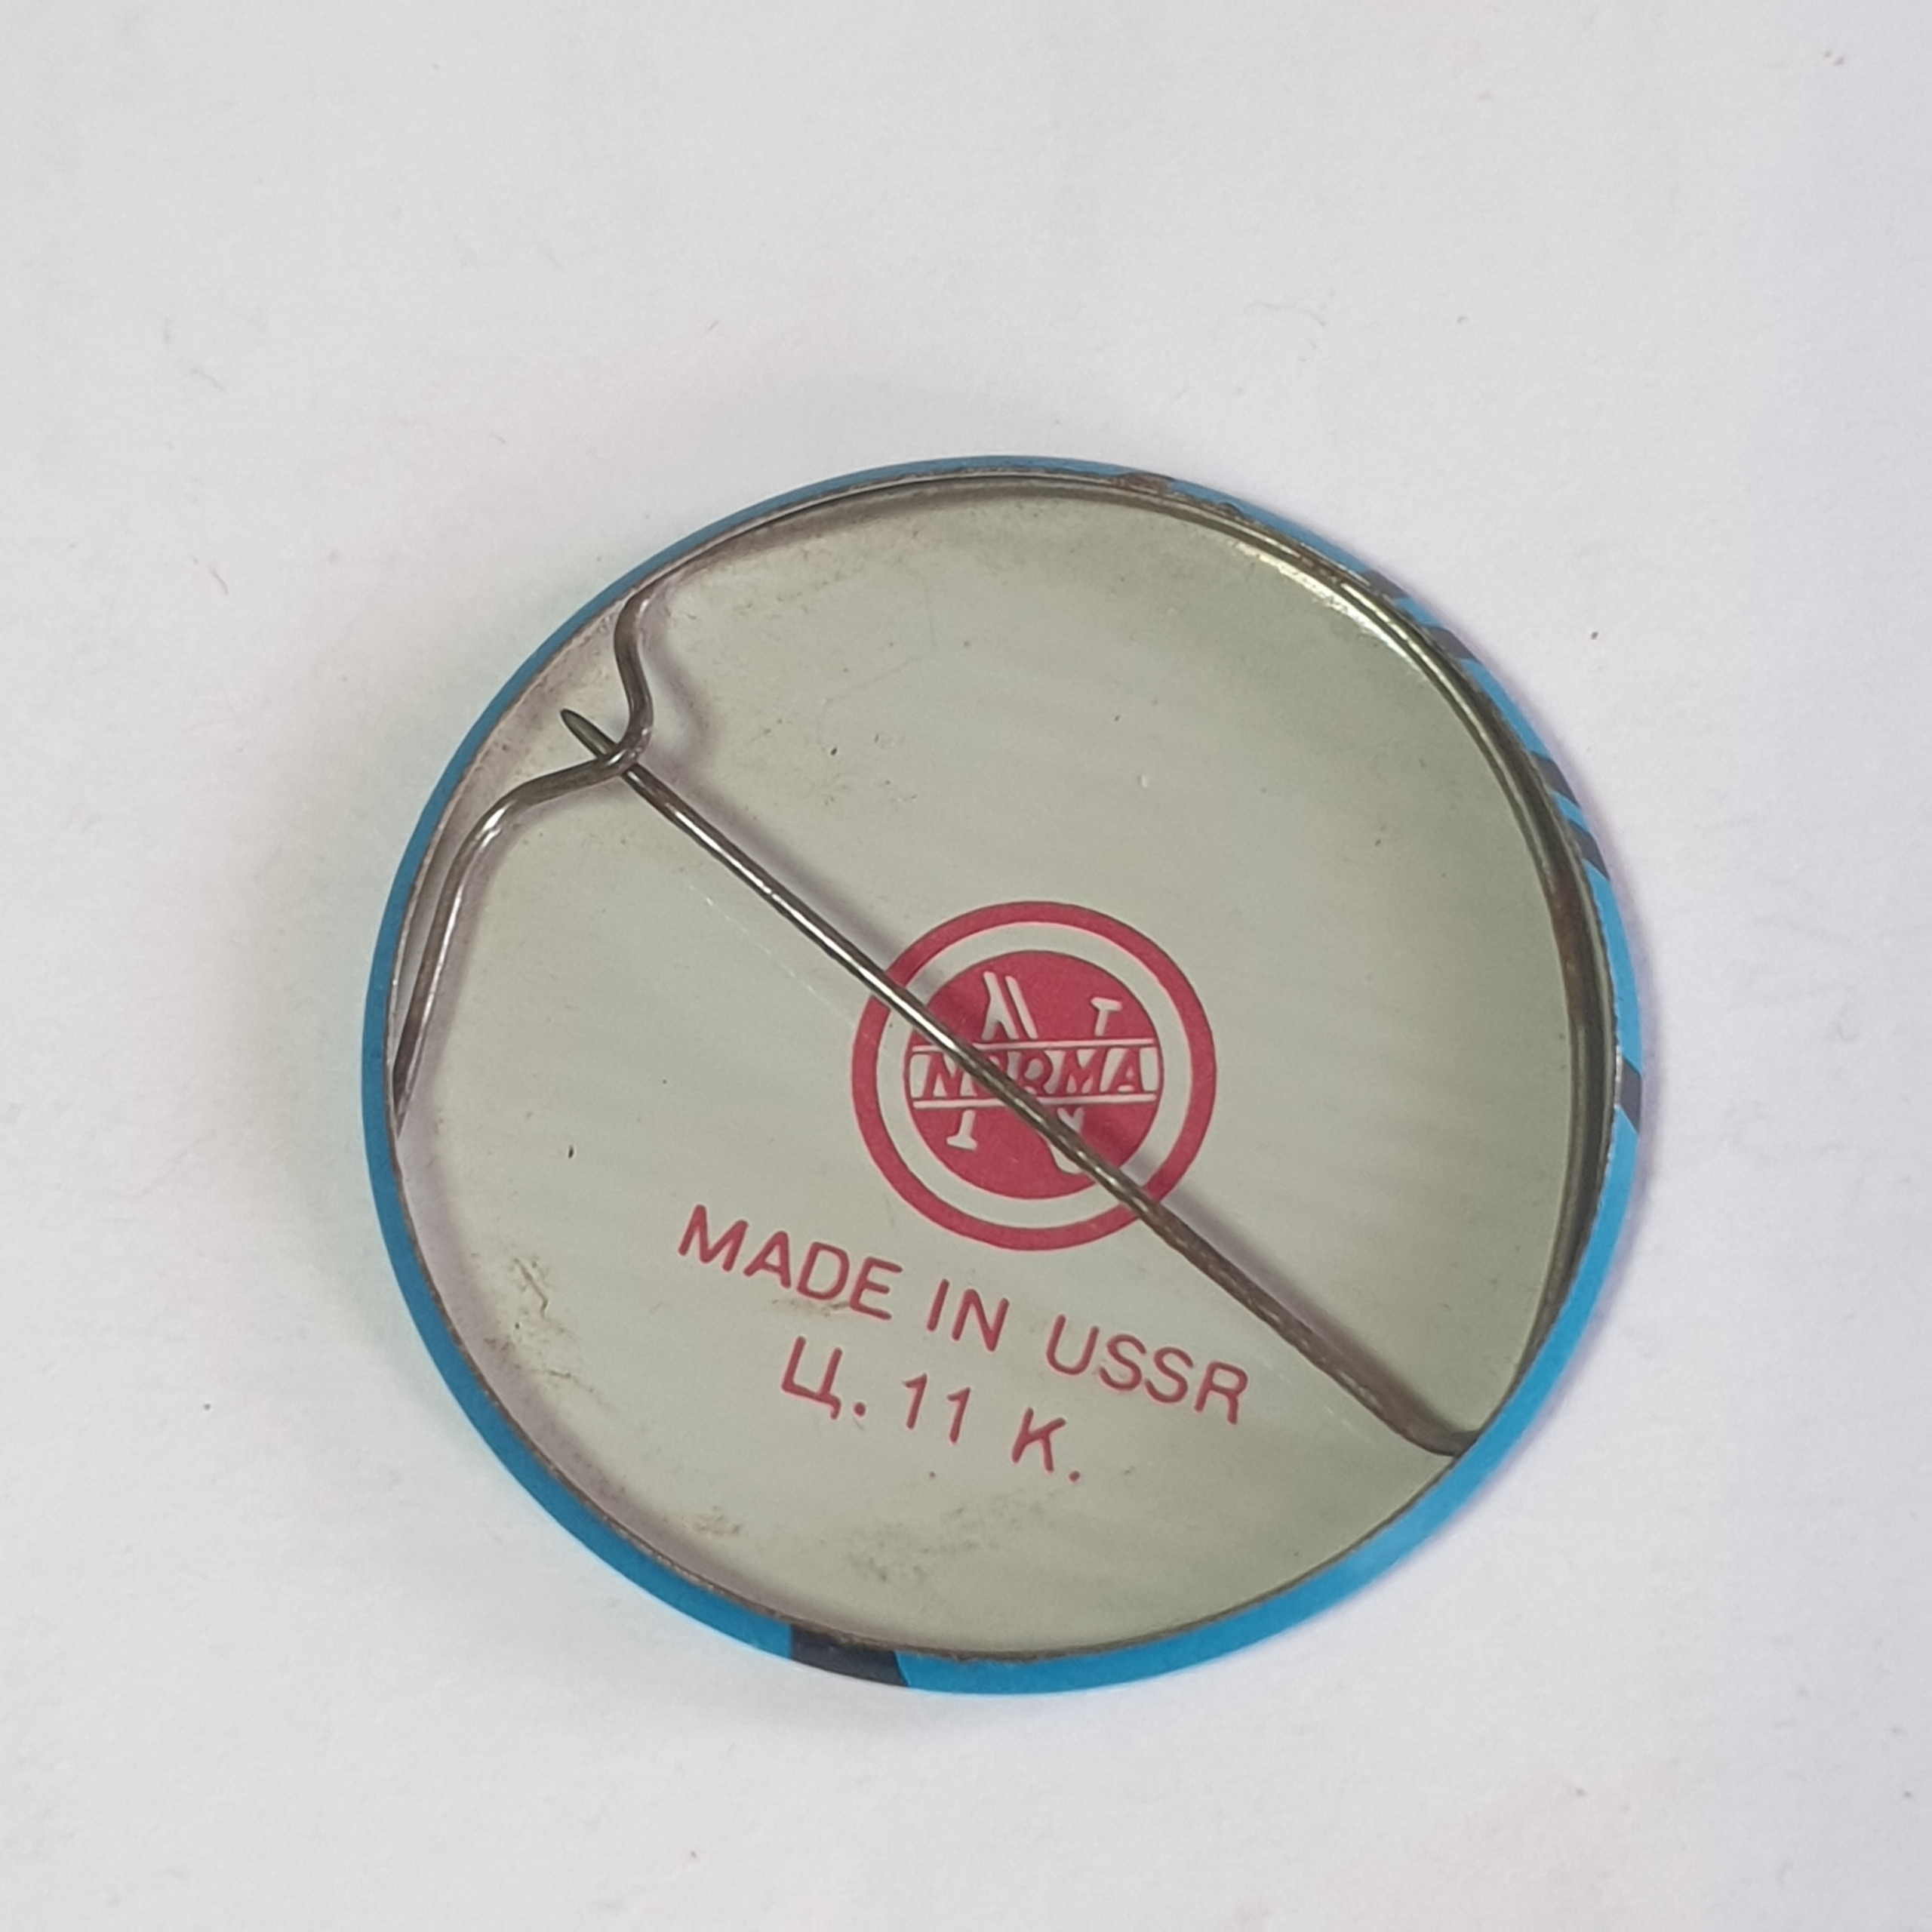 NORMA
MADE IN USSR
Ц. 11 К.